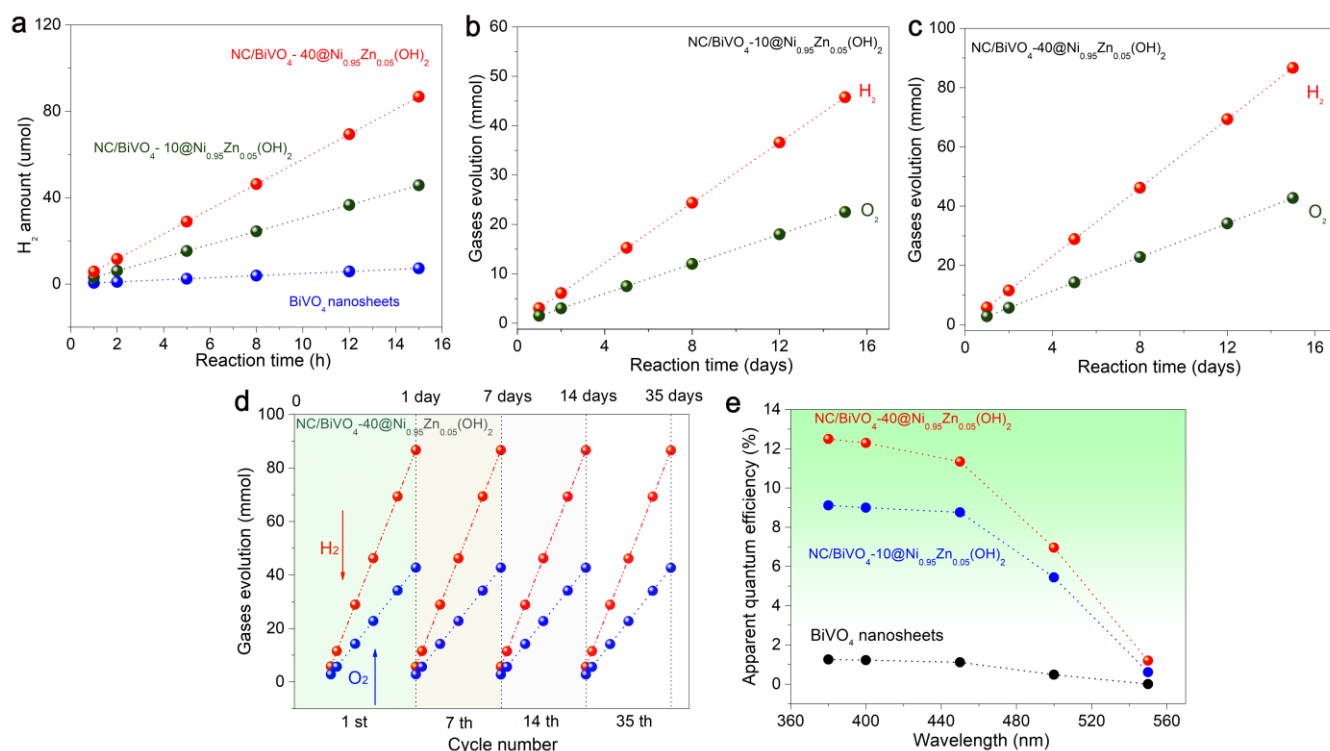 a
H₂ amount (umol)
120
80
40
0
NC/BiVO₄- 40@Ni₀.₉₅Zn₀.₀₅(OH)₂
NC/BiVO₄- 10@Ni₀.₉₅Zn₀.₀₅(OH)₂
BiVO₄ nanosheets
0 2 4 6 8 10 12 14 16
Reaction time (h)
b
Gases evolution (mmol)
60
50
40
30
20
10
0
NC/BiVO₄-10@Ni₀.₉₅Zn₀.₀₅(OH)₂
H₂
O₂
0 4 8 12 16
Reaction time (days)
c
Gases evolution (mmol)
100
80
60
40
20
0
NC/BiVO₄-40@Ni₀.₉₅Zn₀.₀₅(OH)₂
H₂
O₂
0 4 8 12 16
Reaction time (days)
d
0 1 day 7 days 14 days 35 days
Gases evolution (mmol)
100
80
60
40
20
0
NC/BiVO₄-40@Ni₀.₉₅Zn₀.₀₅(OH)₂
H₂
O₂
1 st 7 th 14 th 35 th
Cycle number
e
Apparent quantum efficiency (%)
14
12
10
8
6
4
2
0
NC/BiVO₄-40@Ni₀.₉₅Zn₀.₀₅(OH)₂
NC/BiVO₄-10@Ni₀.₉₅Zn₀.₀₅(OH)₂
BiVO₄ nanosheets
360 400 440 480 520 560
Wavelength (nm)